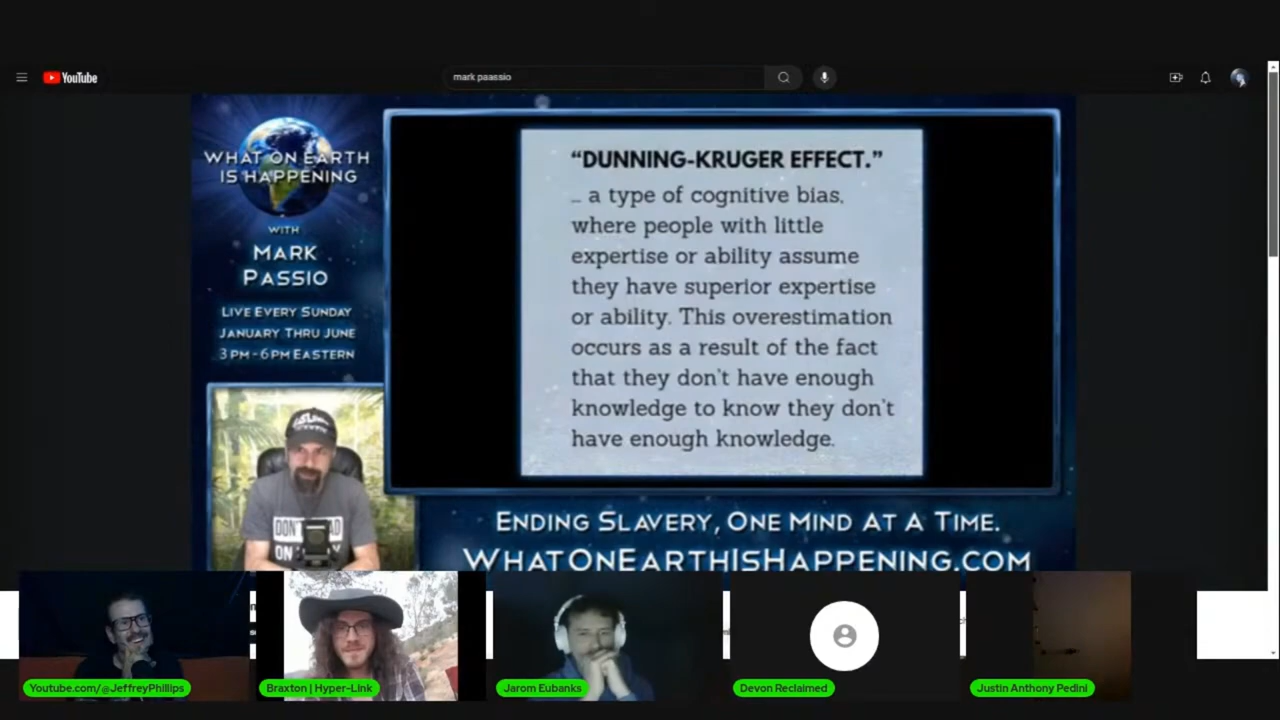 YouTube
mark paassio
WHAT ON EARTH
IS HAPPENING
WITH
MARK
PASSIO
LIVE EVERY SUNDAY
JANUARY THRU JUNE
3 PM - 6 PM EASTERN
“DUNNING-KRUGER EFFECT.”
... a type of cognitive bias,
where people with little
expertise or ability assume
they have superior expertise
or ability. This overestimation
occurs as a result of the fact
that they don't have enough
knowledge to know they don't
have enough knowledge.
ENDING SLAVERY, ONE MIND AT A TIME.
WHATONEARTHISHAPPENING.COM
Youtube.com/@JeffreyPhillips
Braxton | Hyper-Link
Jarom Eubanks
Devon Reclaimed
Justin Anthony Pedini